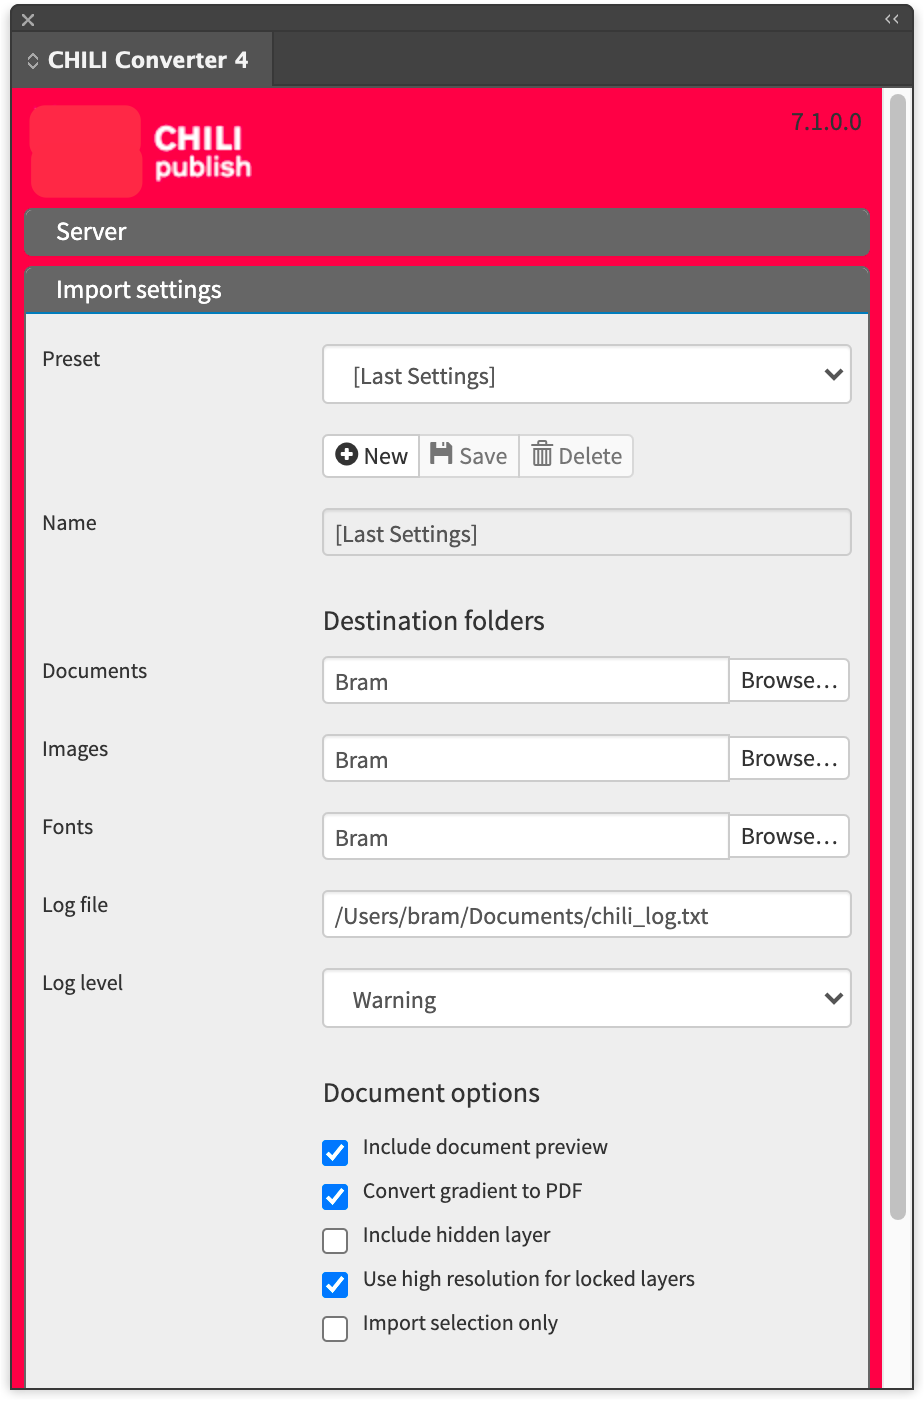 CHILI Converter 4
CHILI
publish
7.1.0.0
Server
Import settings
Preset
[Last Settings]
New
Save
Delete
Name
[Last Settings]
Destination folders
Documents
Bram
Browse...
Images
Bram
Browse...
Fonts
Bram
Browse...
Log file
/Users/bram/Documents/chili_log.txt
Log level
Warning
Document options
Include document preview
Convert gradient to PDF
Include hidden layer
Use high resolution for locked layers
Import selection only